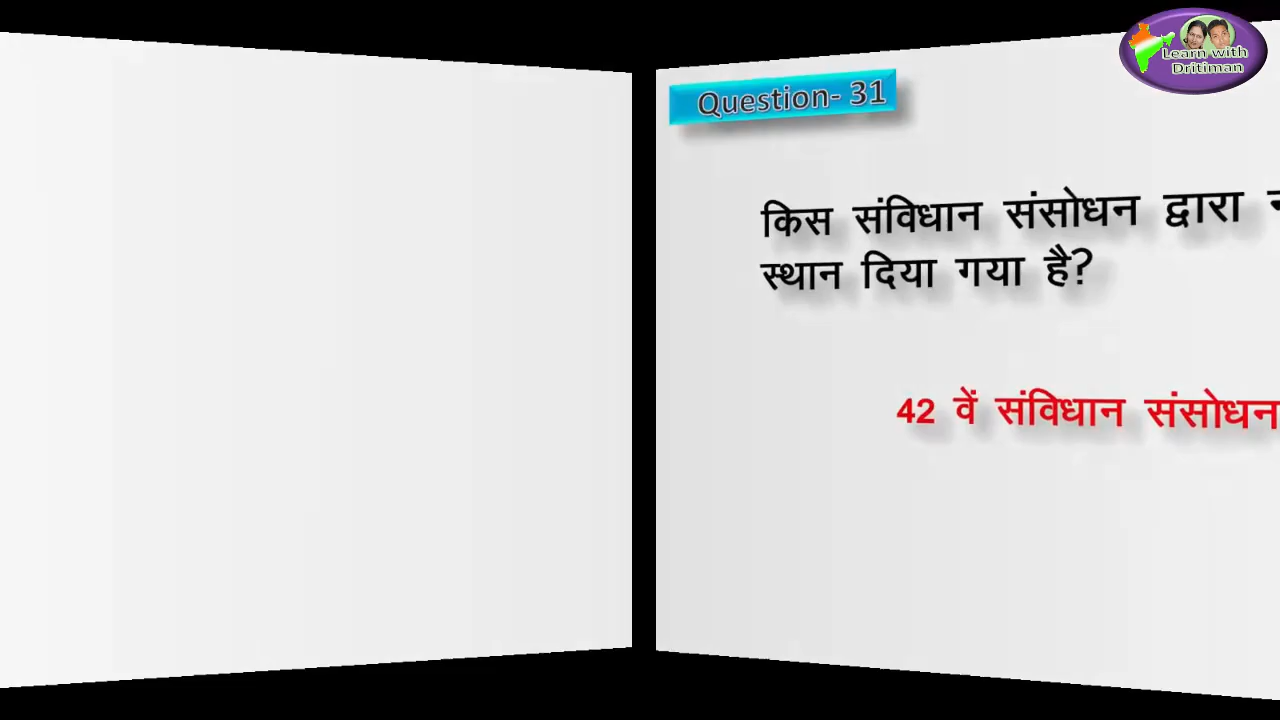 Learn with
Dritiman
Question- 31
किस संविधान संसोधन द्वारा
स्थान दिया गया है?
42 वें संविधान संसोधन